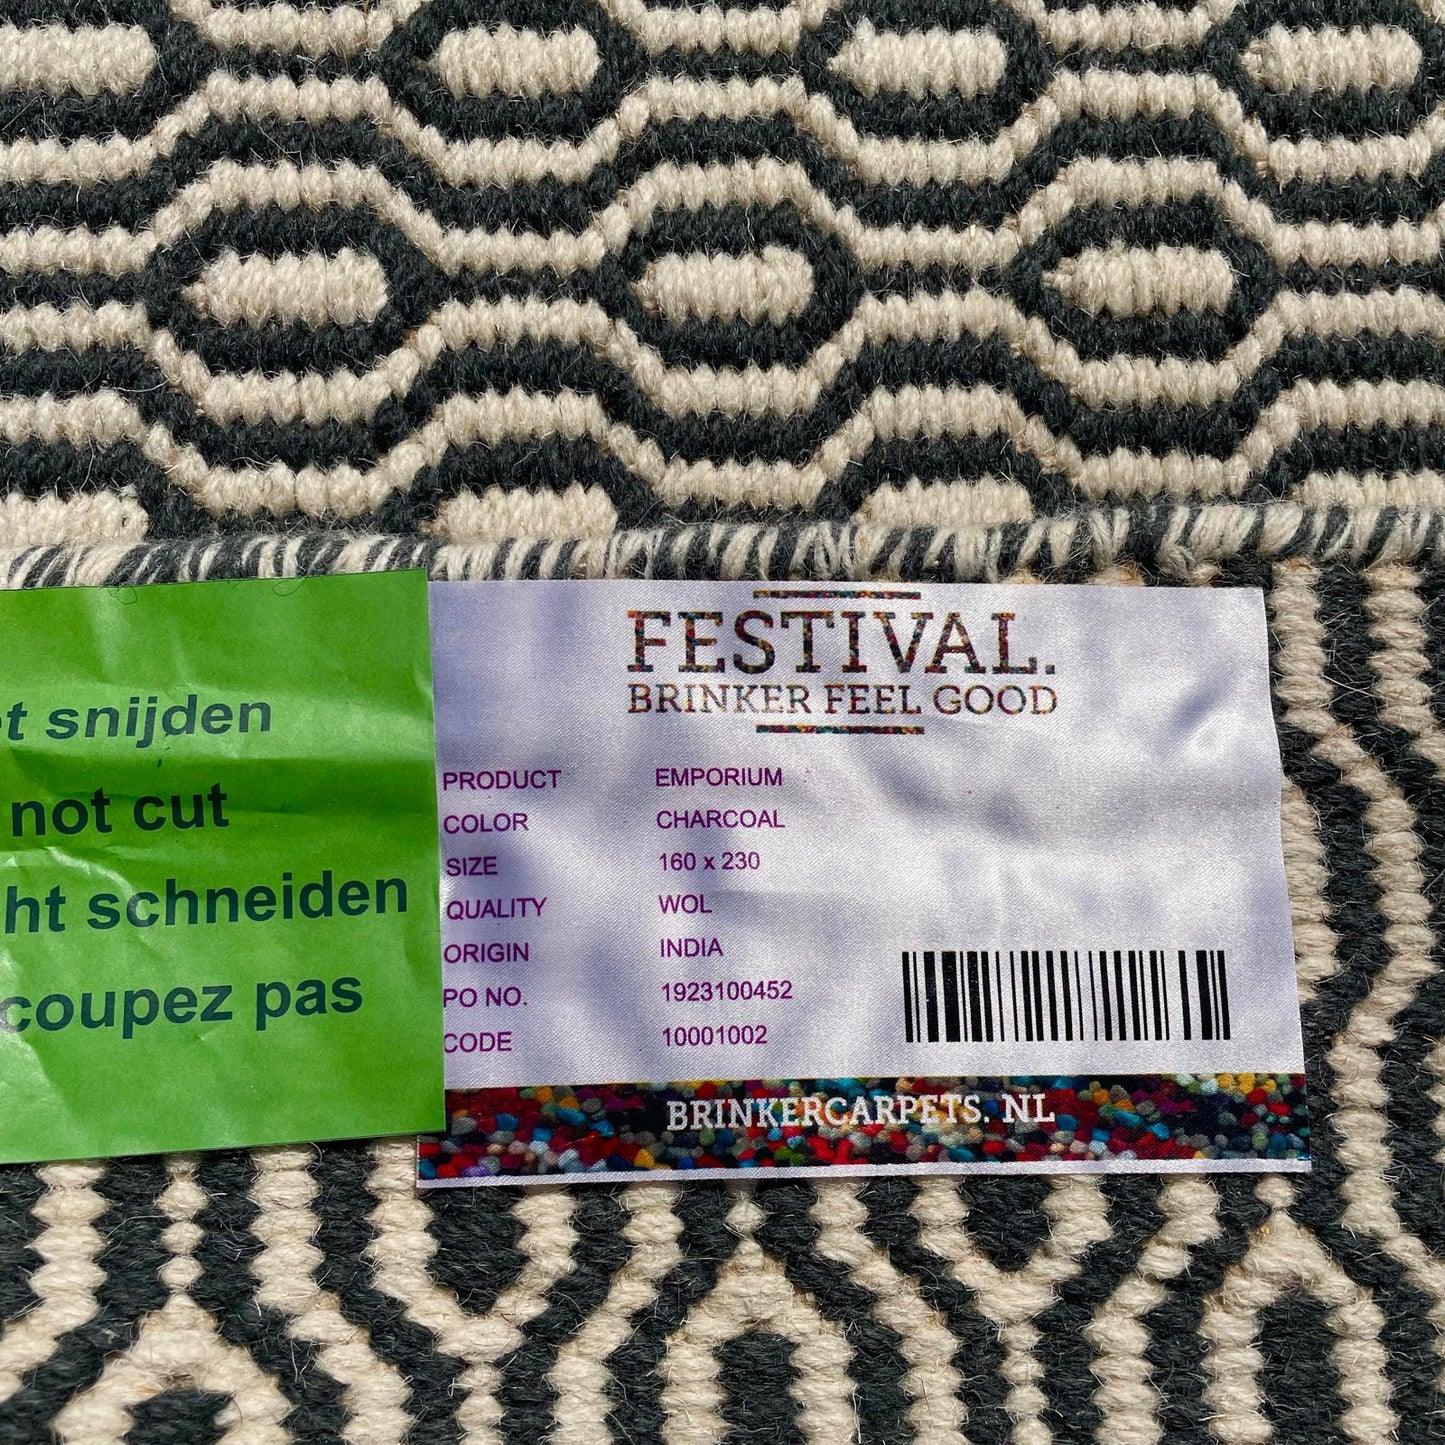 snijden
not cut
schneiden
coupez pas
FESTIVAL.
BRINKER FEEL GOOD
PRODUCT EMPORIUM
COLOR CHARCOAL
SIZE 160 x 230
QUALITY WOL
ORIGIN INDIA
PO NO. 1923100452
CODE 10001002
BRINKERCARPETS. NL